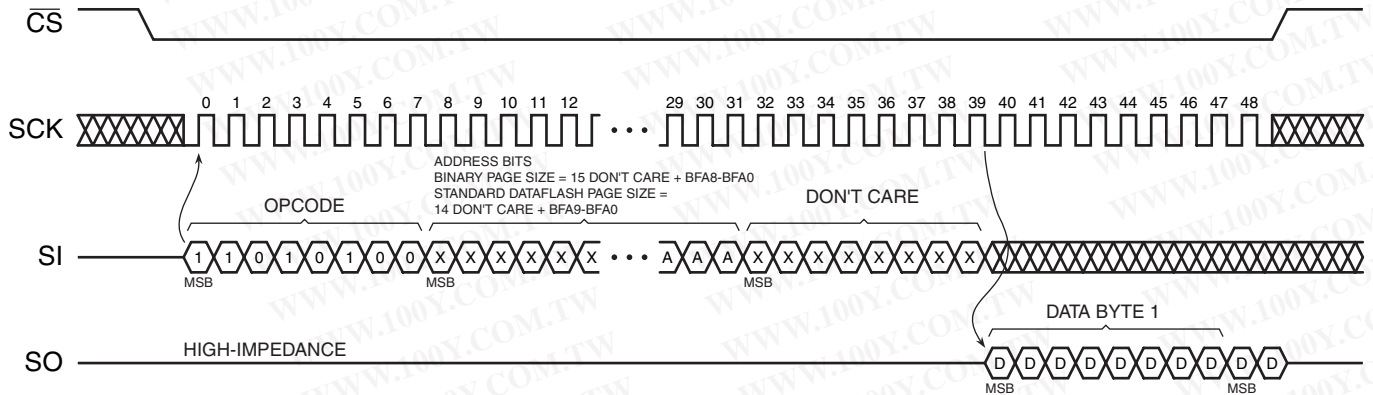 CS
0 1 2 3 4 5 6 7 8 9 10 11 12 29 30 31 32 33 34 35 36 37 38 39 40 41 42 43 44 45 46 47 48
SCK
ADDRESS BITS
BINARY PAGE SIZE = 15 DON'T CARE + BFA8-BFA0
STANDARD DATAFLASH PAGE SIZE =
14 DON'T CARE + BFA9-BFA0
OPCODE
DON'T CARE
SI 1 1 0 1 0 1 0 0 X X X X X X A A A X X X X X X X X
MSB MSB MSB
DATA BYTE 1
HIGH-IMPEDANCE
SO D D D D D D D D D D
MSB MSB
WWW.100Y.COM.TW